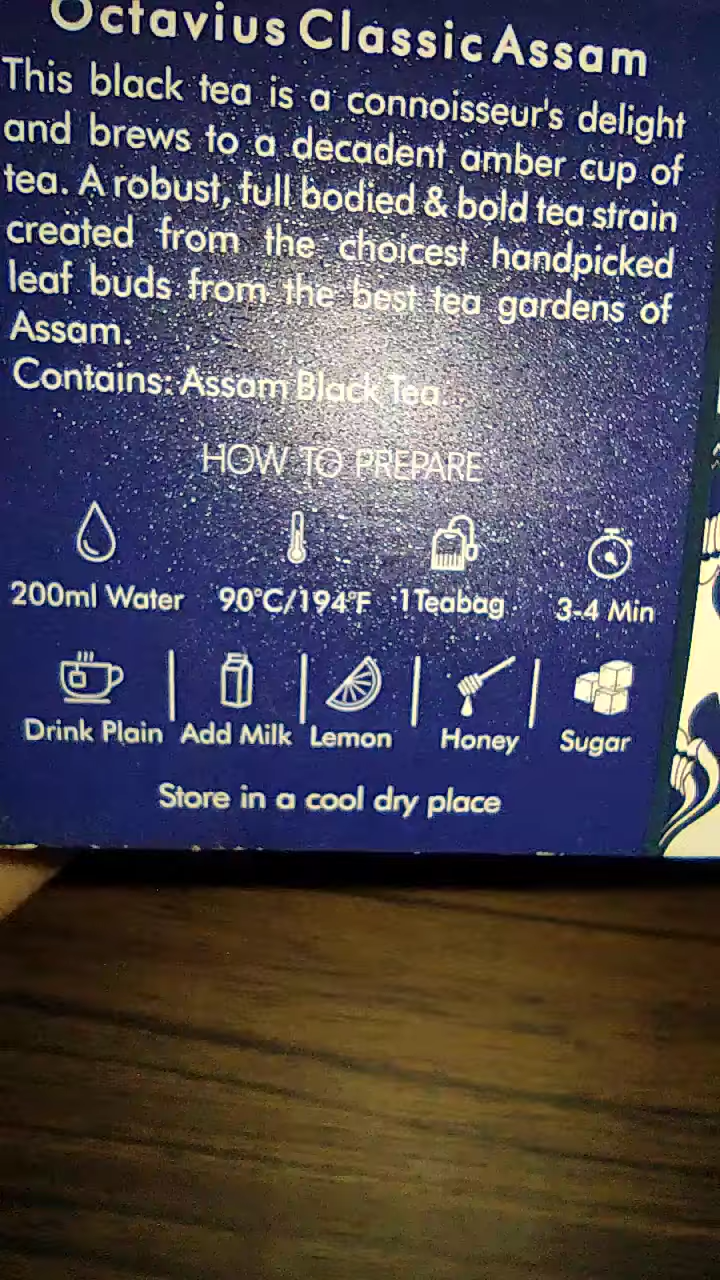 Octavius Classic Assam
This black tea is a connoisseur's delight
and brews to a decadent amber cup of
tea. A robust, full bodied & bold tea strain
created from the choicest handpicked
leaf buds from the best tea gardens of
Assam.
Contains: Assam Black Tea
HOW TO PREPARE
200ml Water 90°C/194°F 1 Teabag 3-4 Min
Drink Plain Add Milk Lemon Honey Sugar
Store in a cool dry place